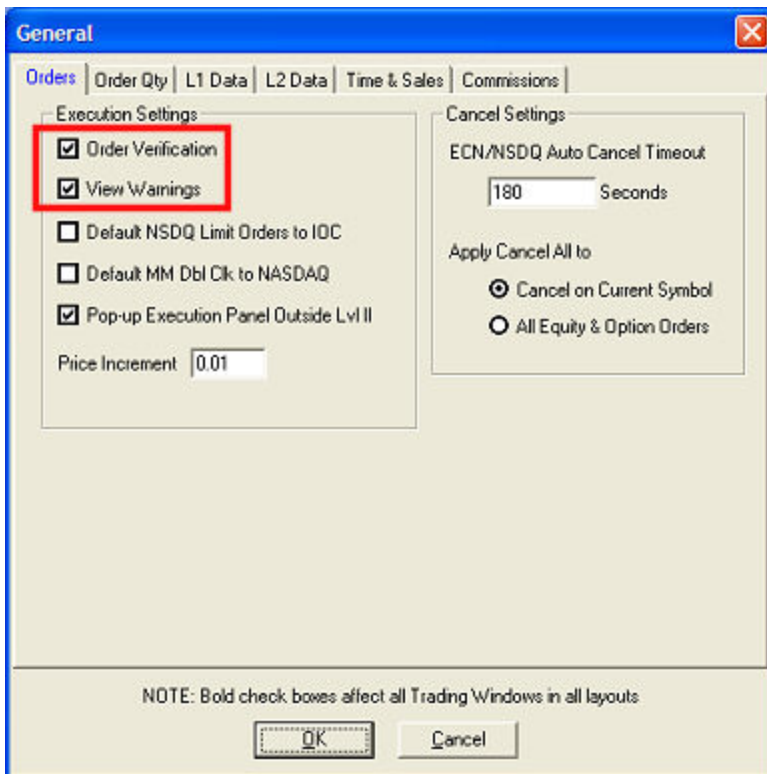 General
Orders Order Qty L1 Data L2 Data Time & Sales Commissions
Execution Settings
Order Verification
View Warnings
Default NSDQ Limit Orders to IOC
Default MM Dbl Clk to NASDAQ
Pop-up Execution Panel Outside Lvl II
Price Increment 0.01
Cancel Settings
ECN/NSDQ Auto Cancel Timeout
180 Seconds
Apply Cancel All to
Cancel on Current Symbol
All Equity & Option Orders
NOTE: Bold check boxes affect all Trading Windows in all layouts
OK Cancel